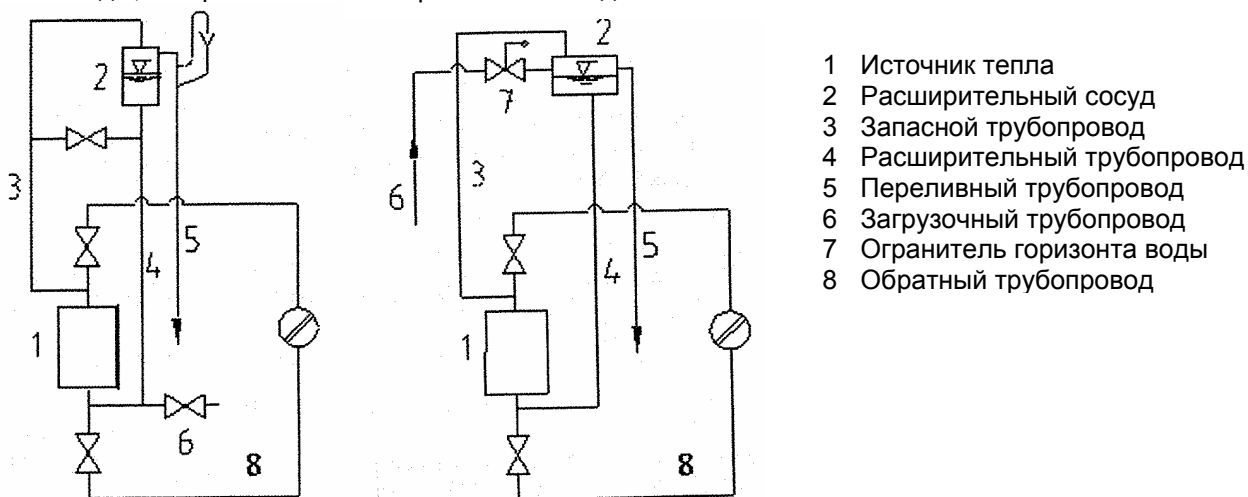 2
3
4
5
1
6
8
2
7
6
3
4
5
1
8
1 Источник тепла
2 Расширительный сосуд
3 Запасной трубопровод
4 Расширительный трубопровод
5 Переливный трубопровод
6 Загрузочный трубопровод
7 Огранитель горизонта воды
8 Обратный трубопровод